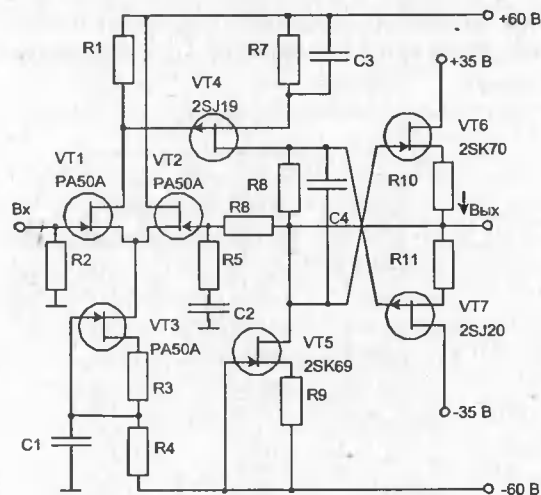 +60 В
R1
R7
C3
+35 В
VT4
2SJ19
VT6
2SK70
VT1
PA50A
VT2
PA50A
R8
R10
Вх
R8
C4
Вых
R2
R5
R11
C2
VT7
2SJ20
VT3
PA50A
VT5
2SK69
R3
R9
-35 В
C1
R4
-60 В